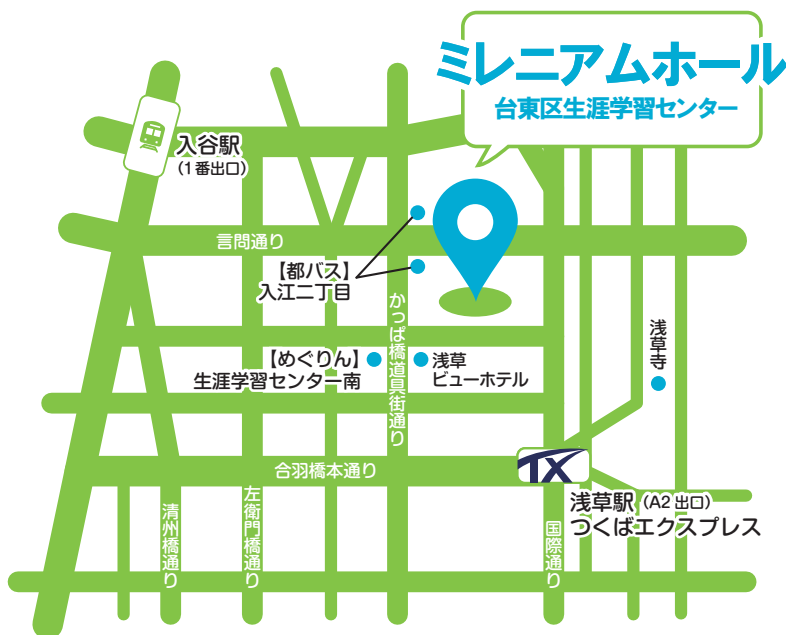 ミレニアムホール
台東区生涯学習センター
入谷駅
(1番出口)
言問通り
【都バス】
入江二丁目
かっぱ橋道具街通り
【めぐりん】
生涯学習センター南
浅草
ビューホテル
浅草寺
合羽橋本通り
TX
浅草駅 (A2出口)
つくばエクスプレス
清州橋通り
左衛門橋通り
国際通り